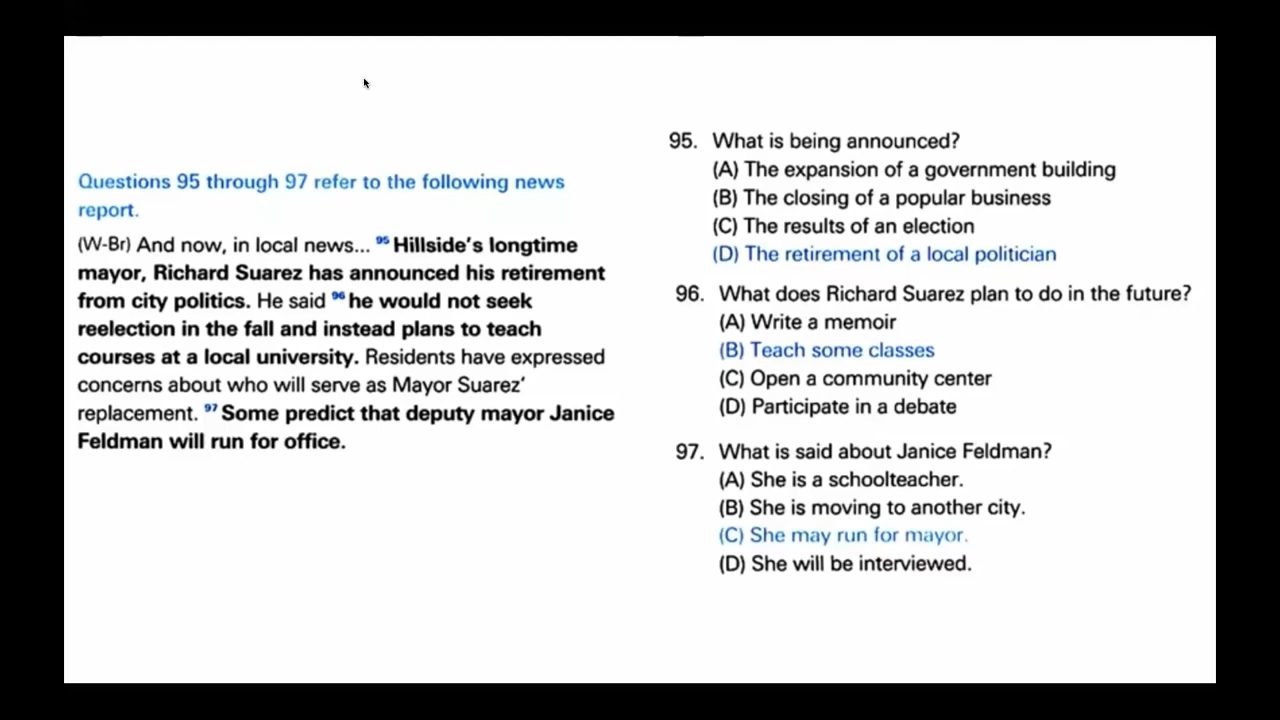 Questions 95 through 97 refer to the following news
report.
(W-Br) And now, in local news... 95 Hillside's longtime
mayor, Richard Suarez has announced his retirement
from city politics. He said 96 he would not seek
reelection in the fall and instead plans to teach
courses at a local university. Residents have expressed
concerns about who will serve as Mayor Suarez'
replacement. 97 Some predict that deputy mayor Janice
Feldman will run for office.
95. What is being announced?
(A) The expansion of a government building
(B) The closing of a popular business
(C) The results of an election
(D) The retirement of a local politician
96. What does Richard Suarez plan to do in the future?
(A) Write a memoir
(B) Teach some classes
(C) Open a community center
(D) Participate in a debate
97. What is said about Janice Feldman?
(A) She is a schoolteacher.
(B) She is moving to another city.
(C) She may run for mayor.
(D) She will be interviewed.